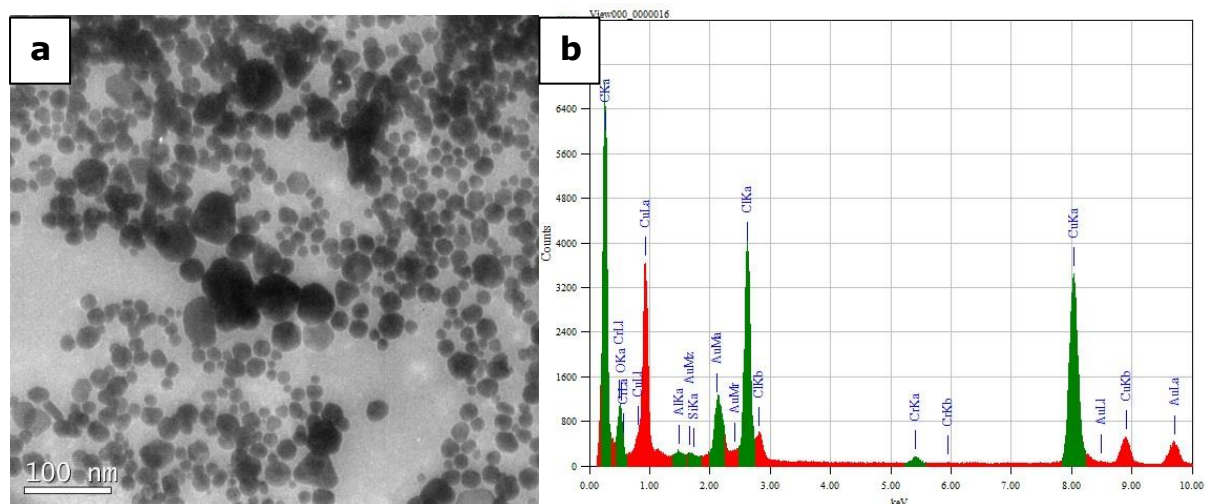 a
100 nm
b
View000_0000016
Counts
6400
5600
4800
4000
3200
2400
1600
800
0
CKa
OKa CrLl
CuLl
CuLa
AlKa
SiKa
AuMz
AuMa
AuMr
ClKa
ClKb
CrKa
CrKb
CuKa
AuLl
CuKb
AuLa
0.00 1.00 2.00 3.00 4.00 5.00 6.00 7.00 8.00 9.00 10.00
keV